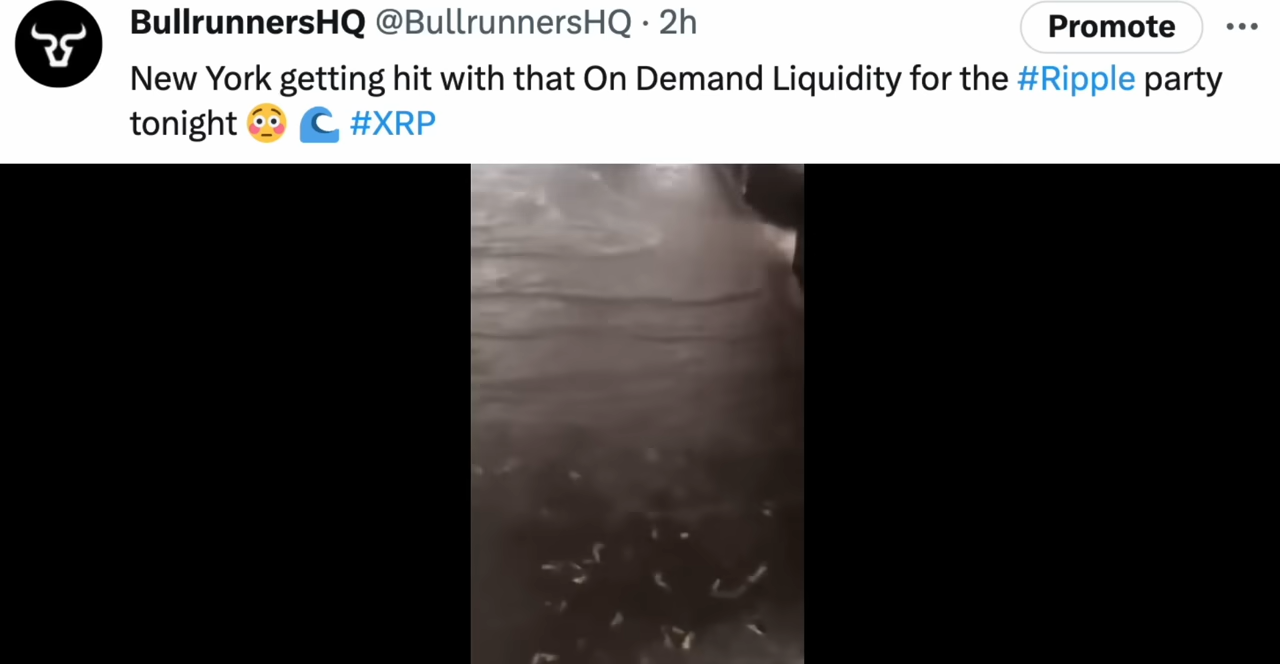 BullrunnersHQ @BullrunnersHQ · 2h
Promote
New York getting hit with that On Demand Liquidity for the #Ripple party
tonight 😳 🌊 #XRP